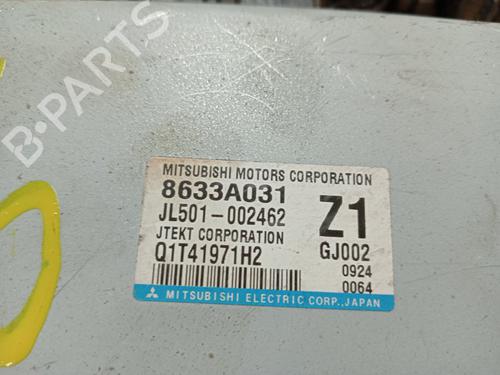 B-PARTS
MITSUBISHI MOTORS CORPORATION
8633A031
JL501-002462
Z1
JTEKT CORPORATION
GJ002
Q1T41971H2
0924
0064
MITSUBISHI ELECTRIC CORP.,JAPAN